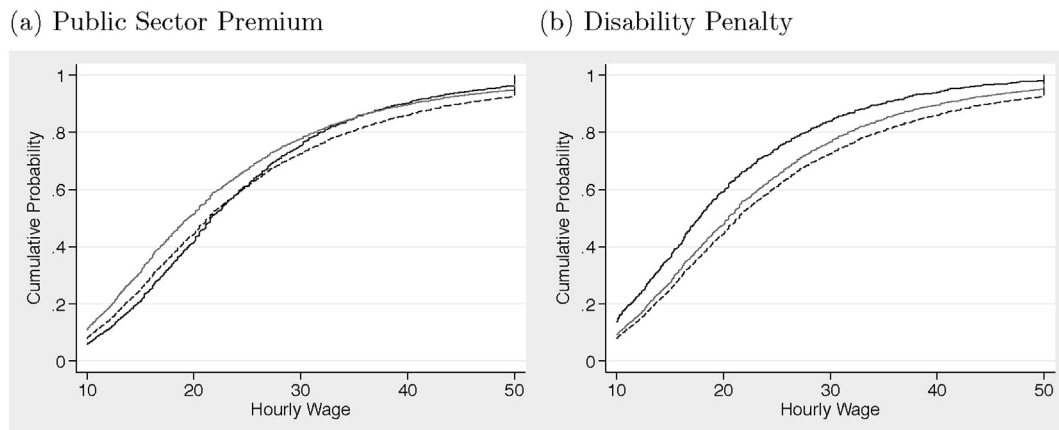 (a) Public Sector Premium
(b) Disability Penalty
1
.8
.6
.4
.2
0
Cumulative Probability
10 20 30 40 50
Hourly Wage
1
.8
.6
.4
.2
0
Cumulative Probability
10 20 30 40 50
Hourly Wage